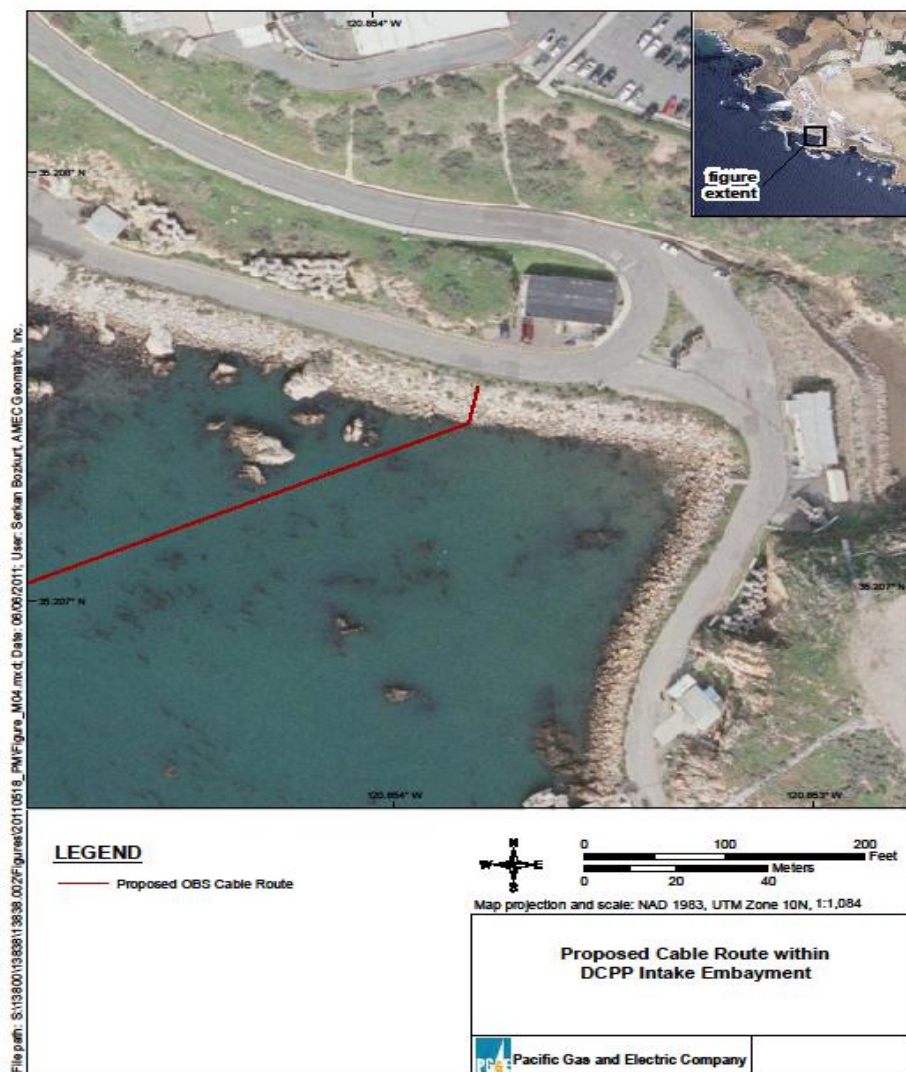 120.854° W
35.208° N
figure
extent
35.207° N
35.207° N
120.854° W
120.853° W
File path: S:\13800\13838\13838.002\Figures\20110518_PM\Figure_M04.mxd; Date: 06/06/2011; User: Serkan Bozkurt, AMEC Geomatrix, Inc.
LEGEND
Proposed OBS Cable Route
N
W E
S
0 100 200
Feet
Meters
0 20 40
Map projection and scale: NAD 1983, UTM Zone 10N, 1:1,084
Proposed Cable Route within
DCPP Intake Embayment
PG&E
Pacific Gas and Electric Company